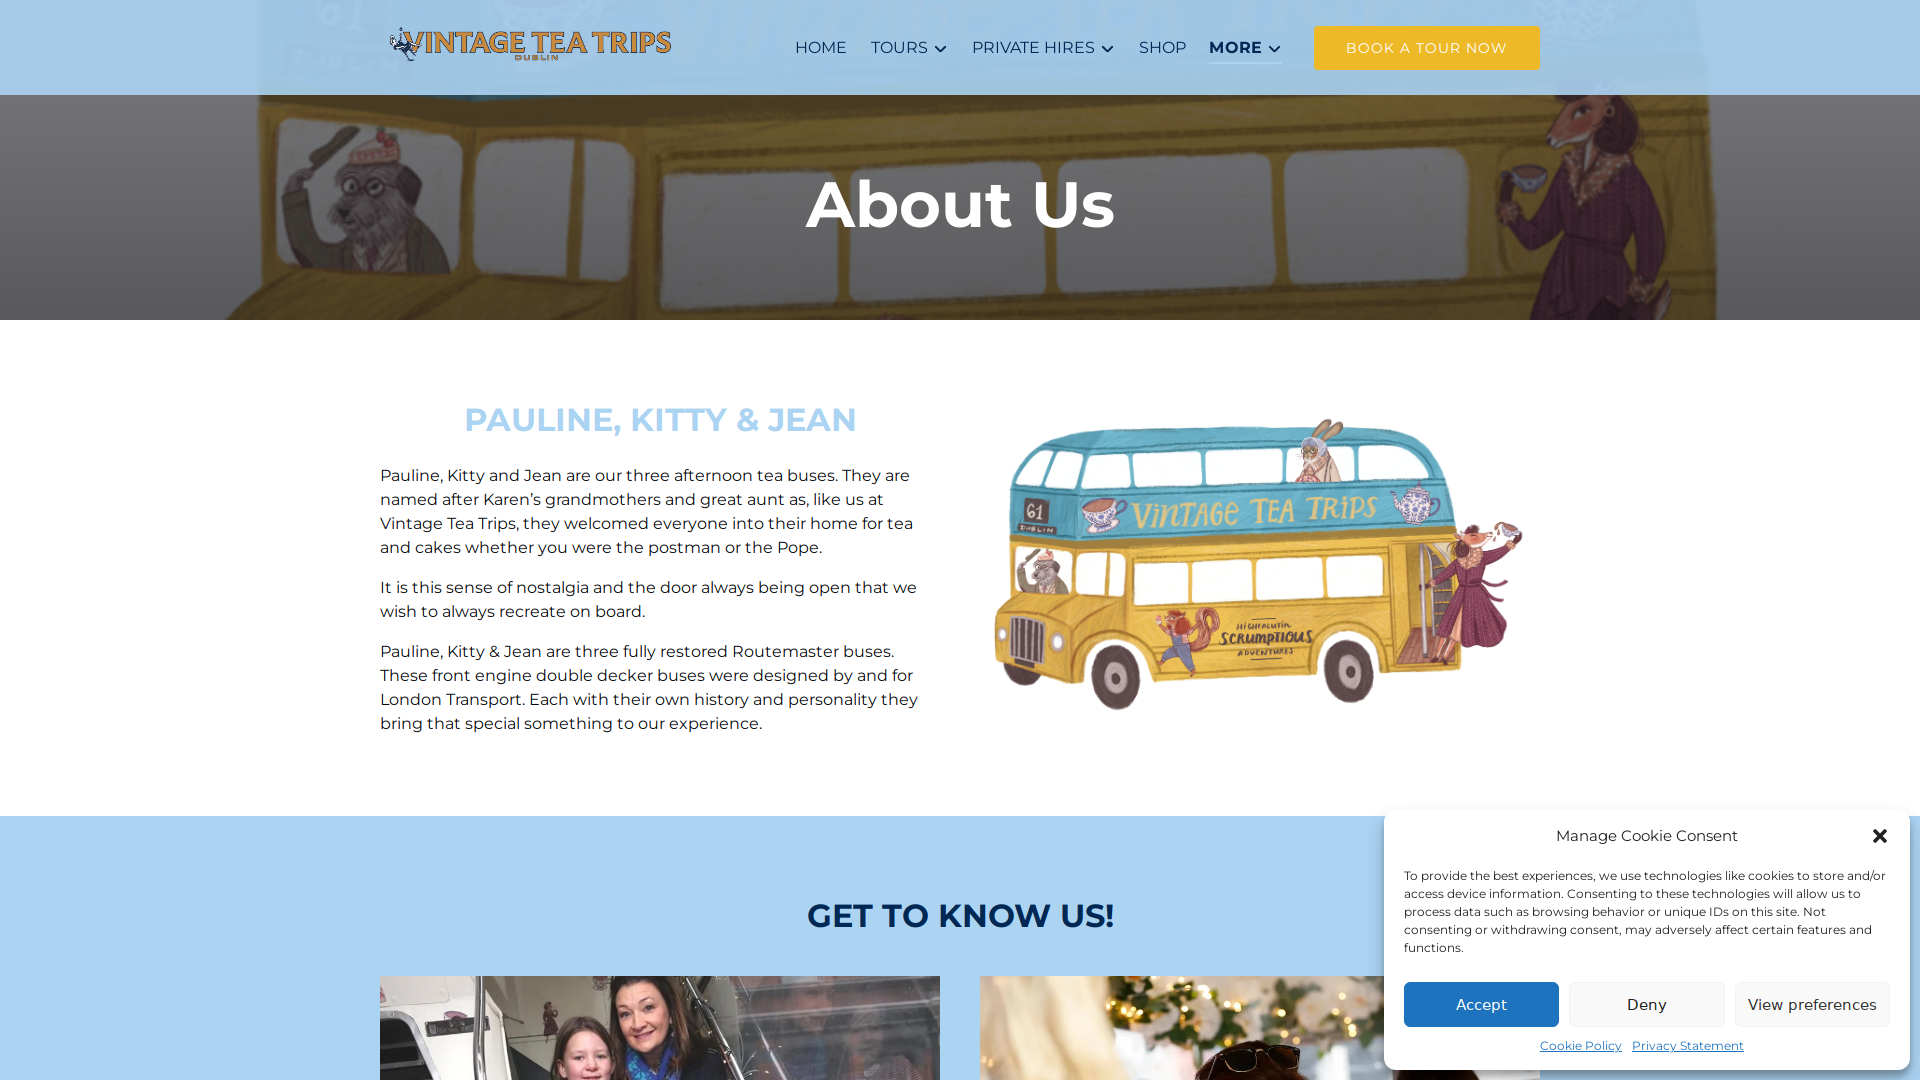 VINTAGE TEA TRIPS
DUBLIN
HOME
TOURS
PRIVATE HIRES
SHOP
MORE
BOOK A TOUR NOW
About Us
PAULINE, KITTY & JEAN
Pauline, Kitty and Jean are our three afternoon tea buses. They are
named after Karen’s grandmothers and great aunt as, like us at
Vintage Tea Trips, they welcomed everyone into their home for tea
and cakes whether you were the postman or the Pope.
It is this sense of nostalgia and the door always being open that we
wish to always recreate on board.
Pauline, Kitty & Jean are three fully restored Routemaster buses.
These front engine double decker buses were designed by and for
London Transport. Each with their own history and personality they
bring that special something to our experience.
61
DUBLIN
VINTAGE TEA TRIPS
HIGHFALUTIN
SCRUMPTIOUS
ADVENTURES
GET TO KNOW US!
Manage Cookie Consent
To provide the best experiences, we use technologies like cookies to store and/or
access device information. Consenting to these technologies will allow us to
process data such as browsing behavior or unique IDs on this site. Not
consenting or withdrawing consent, may adversely affect certain features and
functions.
Accept
Deny
View preferences
Cookie Policy
Privacy Statement